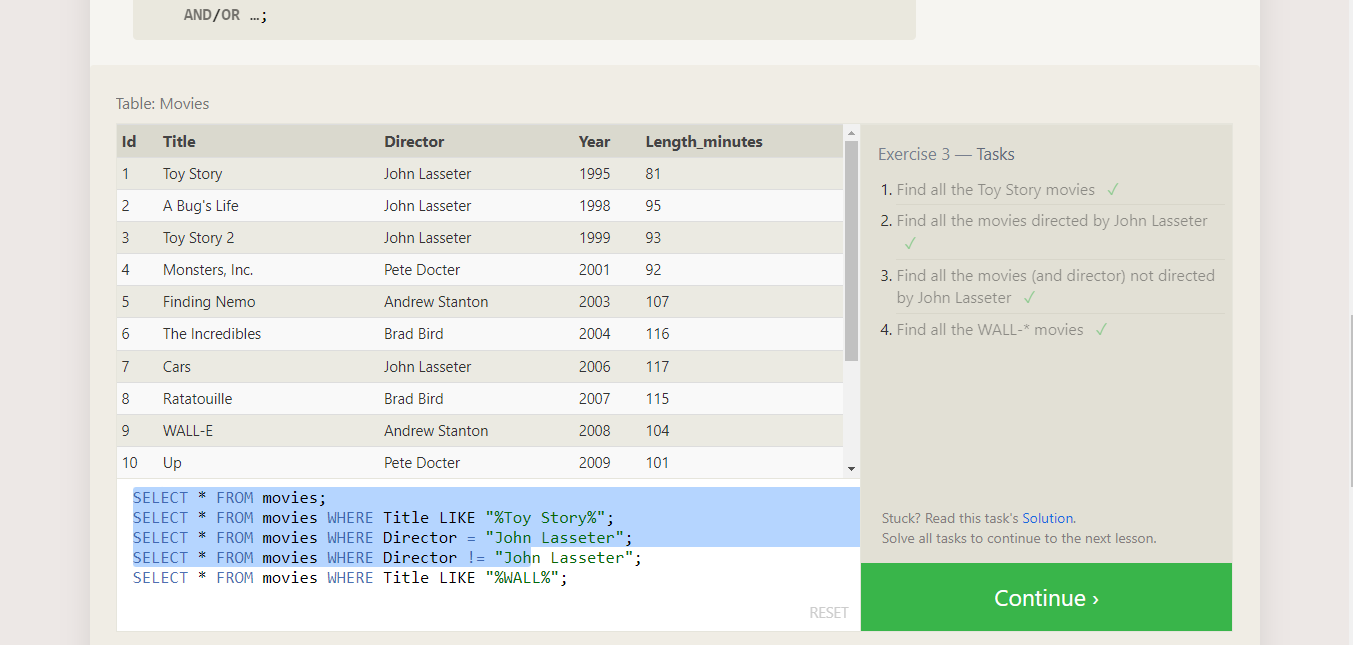 AND/OR …;
Table: Movies
Id Title Director Year Length_minutes
1 Toy Story John Lasseter 1995 81
2 A Bug's Life John Lasseter 1998 95
3 Toy Story 2 John Lasseter 1999 93
4 Monsters, Inc. Pete Docter 2001 92
5 Finding Nemo Andrew Stanton 2003 107
6 The Incredibles Brad Bird 2004 116
7 Cars John Lasseter 2006 117
8 Ratatouille Brad Bird 2007 115
9 WALL-E Andrew Stanton 2008 104
10 Up Pete Docter 2009 101
SELECT * FROM movies;
SELECT * FROM movies WHERE Title LIKE "%Toy Story%";
SELECT * FROM movies WHERE Director = "John Lasseter";
SELECT * FROM movies WHERE Director != "John Lasseter";
SELECT * FROM movies WHERE Title LIKE "%WALL%";
RESET
Exercise 3 — Tasks
1. Find all the Toy Story movies ✓
2. Find all the movies directed by John Lasseter
✓
3. Find all the movies (and director) not directed
by John Lasseter ✓
4. Find all the WALL-* movies ✓
Stuck? Read this task's Solution.
Solve all tasks to continue to the next lesson.
Continue ›